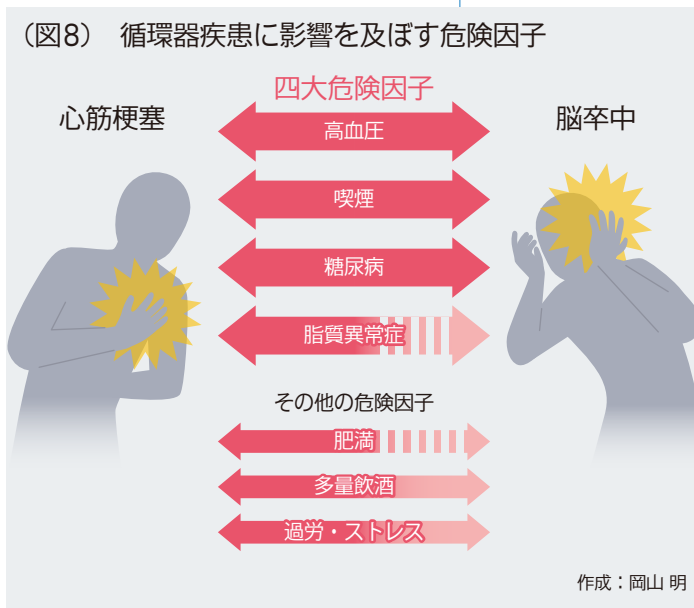 （図8） 循環器疾患に影響を及ぼす危険因子
四大危険因子
心筋梗塞
脳卒中
高血圧
喫煙
糖尿病
脂質異常症
その他の危険因子
肥満
多量飲酒
過労・ストレス
作成：岡山 明